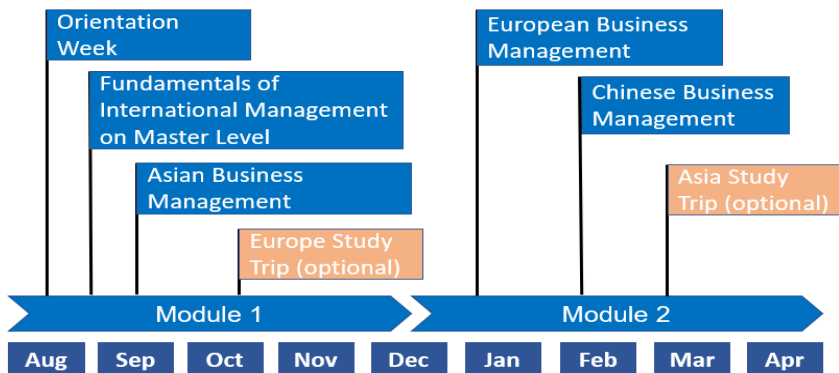 Orientation
Week
Fundamentals of
International Management
on Master Level
Asian Business
Management
Europe Study
Trip (optional)
European Business
Management
Chinese Business
Management
Asia Study
Trip (optional)
Module 1
Module 2
Aug
Sep
Oct
Nov
Dec
Jan
Feb
Mar
Apr